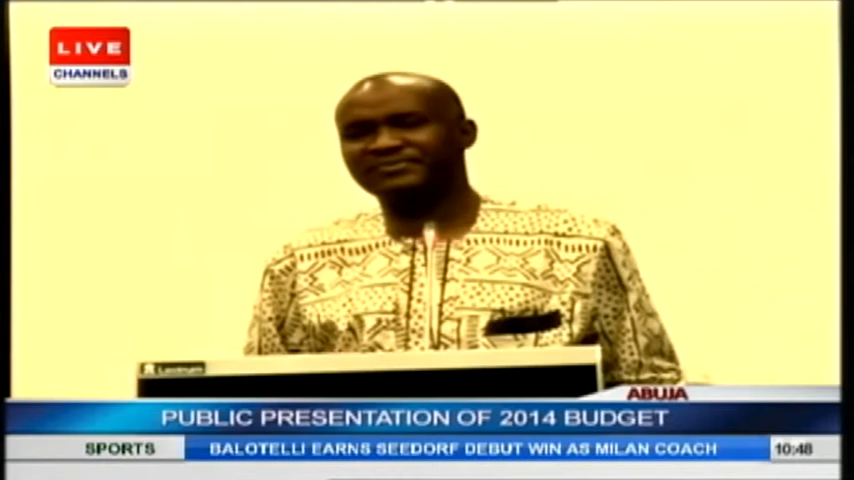 LIVE
CHANNELS
ABUJA
PUBLIC PRESENTATION OF 2014 BUDGET
SPORTS
BALOTELLI EARNS SEEDORF DEBUT WIN AS MILAN COACH
10:48